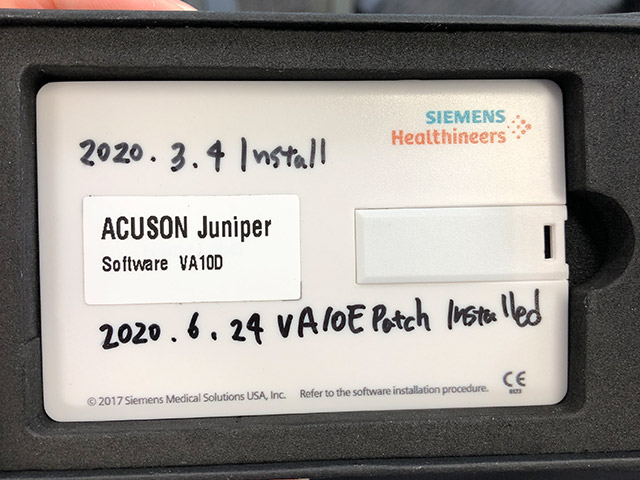 SIEMENS
Healthineers
2020.3.4 Install
ACUSON Juniper
Software VA10D
2020.6.24 VA10E Patch Installed
© 2017 Siemens Medical Solutions USA, Inc. Refer to the software installation procedure.
CE